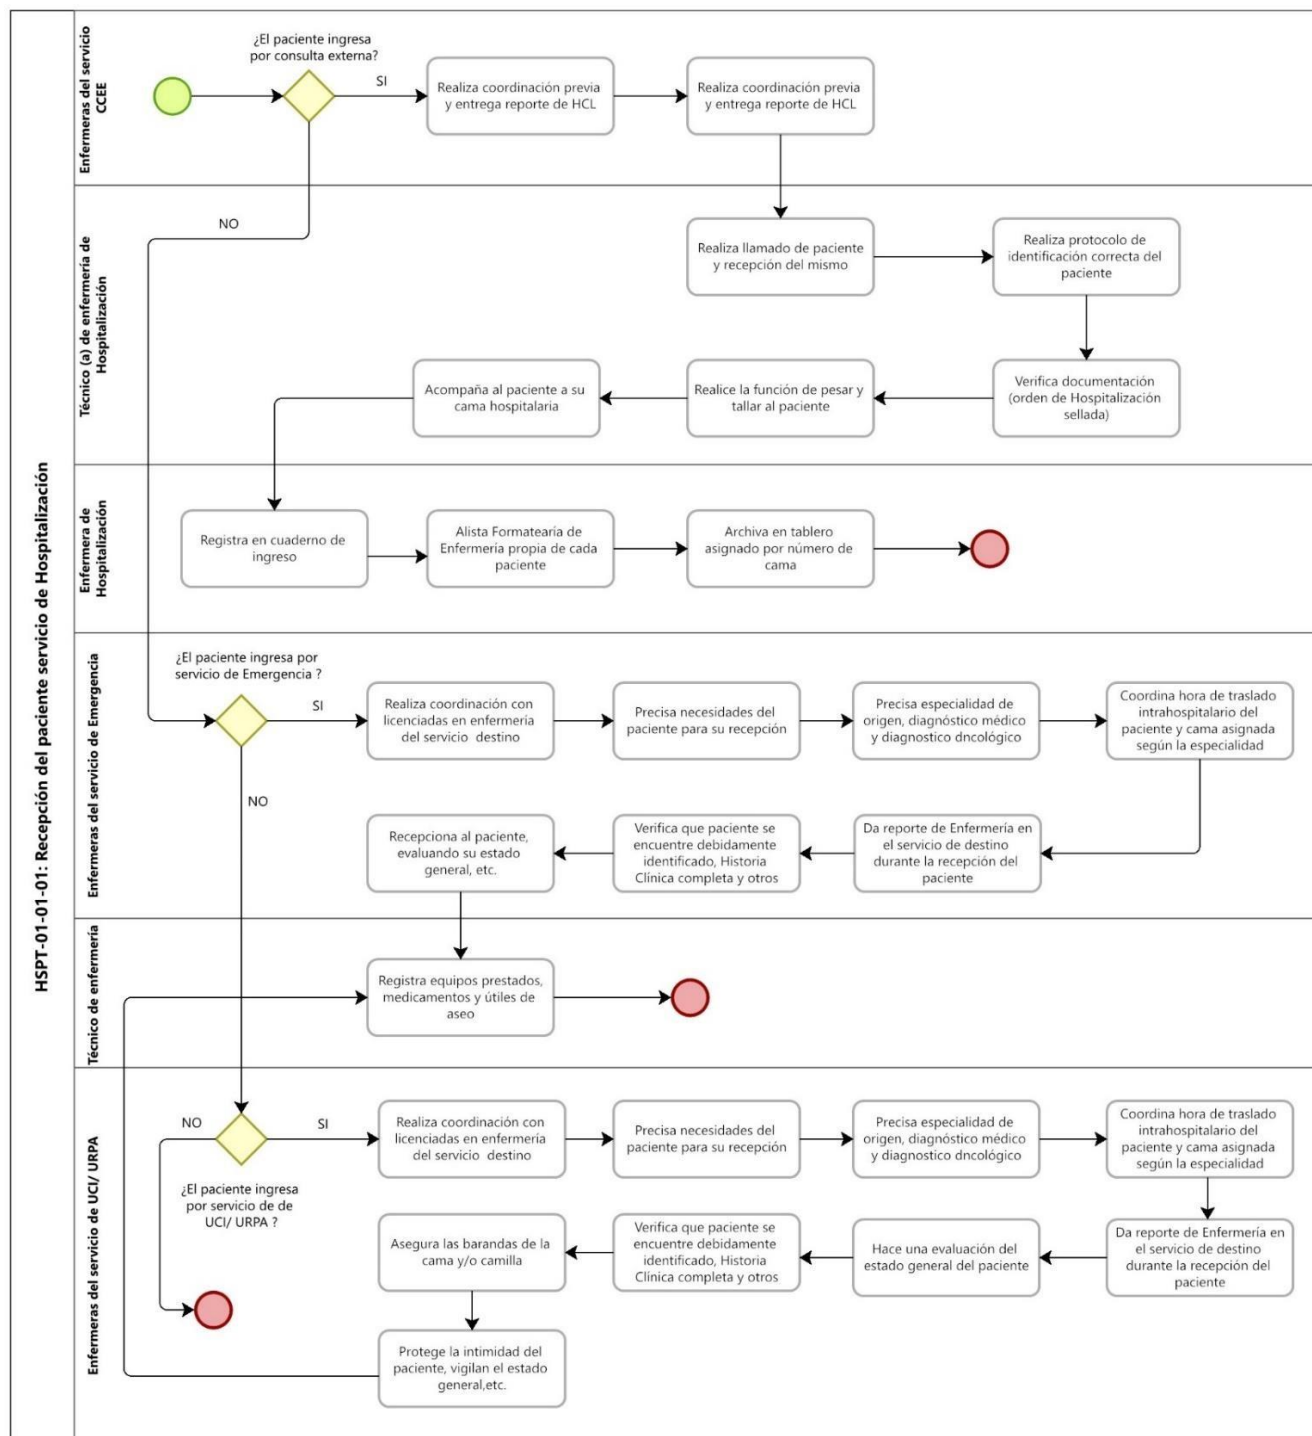 HSPT-01-01-01: Recepción del paciente servicio de Hospitalización
Enfermeras del servicio
CCEE
¿El paciente ingresa
por consulta externa?
SI
Realiza coordinación previa
y entrega reporte de HCL
Realiza coordinación previa
y entrega reporte de HCL
NO
Técnico (a) de enfermería de
Hospitalización
Realiza llamado de paciente
y recepción del mismo
Realiza protocolo de
identificación correcta del
paciente
Acompaña al paciente a su
cama hospitalaria
Realice la función de pesar y
tallar al paciente
Verifica documentación
(orden de Hospitalización
sellada)
Enfermera de
Hospitalización
Registra en cuaderno de
ingreso
Alista Formatearía de
Enfermería propia de cada
paciente
Archiva en tablero
asignado por número de
cama
Enfermeras del servicio de Emergencia
¿El paciente ingresa por
servicio de Emergencia ?
SI
Realiza coordinación con
licenciadas en enfermería
del servicio destino
Precisa necesidades del
paciente para su recepción
Precisa especialidad de
origen, diagnóstico médico
y diagnostico dncológico
Coordina hora de traslado
intrahospitalario del
paciente y cama asignada
según la especialidad
NO
Recepciona al paciente,
evaluando su estado
general, etc.
Verifica que paciente se
encuentre debidamente
identificado, Historia
Clínica completa y otros
Da reporte de Enfermería en
el servicio de destino
durante la recepción del
paciente
Técnico de enfermería
Registra equipos prestados,
medicamentos y útiles de
aseo
Enfermeras del servicio de UCI/ URPA
NO
SI
¿El paciente ingresa
por servicio de de
UCI/ URPA ?
Realiza coordinación con
licenciadas en enfermería
del servicio destino
Precisa necesidades del
paciente para su recepción
Precisa especialidad de
origen, diagnóstico médico
y diagnostico dncológico
Coordina hora de traslado
intrahospitalario del
paciente y cama asignada
según la especialidad
Asegura las barandas de la
cama y/o camilla
Verifica que paciente se
encuentre debidamente
identificado, Historia
Clínica completa y otros
Hace una evaluación del
estado general del paciente
Da reporte de Enfermería en
el servicio de destino
durante la recepción del
paciente
Protege la intimidad del
paciente, vigilan el estado
general,etc.